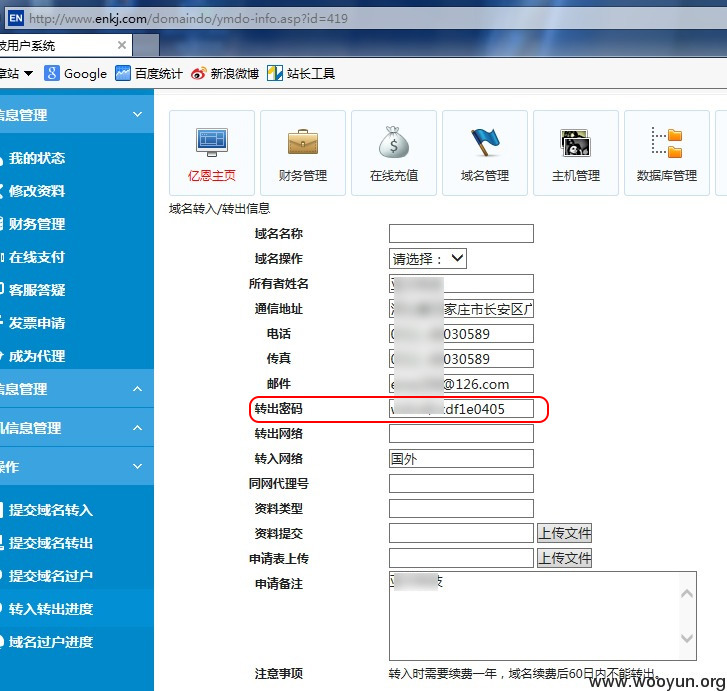 EN http://www.enkj.com/domaindo/ymdo-info.asp?id=419
技用户系统
章站 Google 百度统计 新浪微博 站长工具
信息管理
我的状态
修改资料
财务管理
在线支付
客服答疑
发票申请
成为代理
信息管理
机信息管理
操作
提交域名转入
提交域名转出
提交域名过户
转入转出进度
域名过户进度
亿恩主页 财务管理 在线充值 域名管理 主机管理 数据库管理
域名转入/转出信息
域名名称
域名操作 请选择：
所有者姓名
通信地址 家庄市长安区广
电话 030589
传真 030589
邮件 @126.com
转出密码 df1e0405
转出网络
转入网络 国外
同网代理号
资料类型
资料提交 上传文件
申请表上传 上传文件
申请备注 技
注意事项 转入时需要续费一年，域名续费后60日内不能转出。
www.wooyun.org